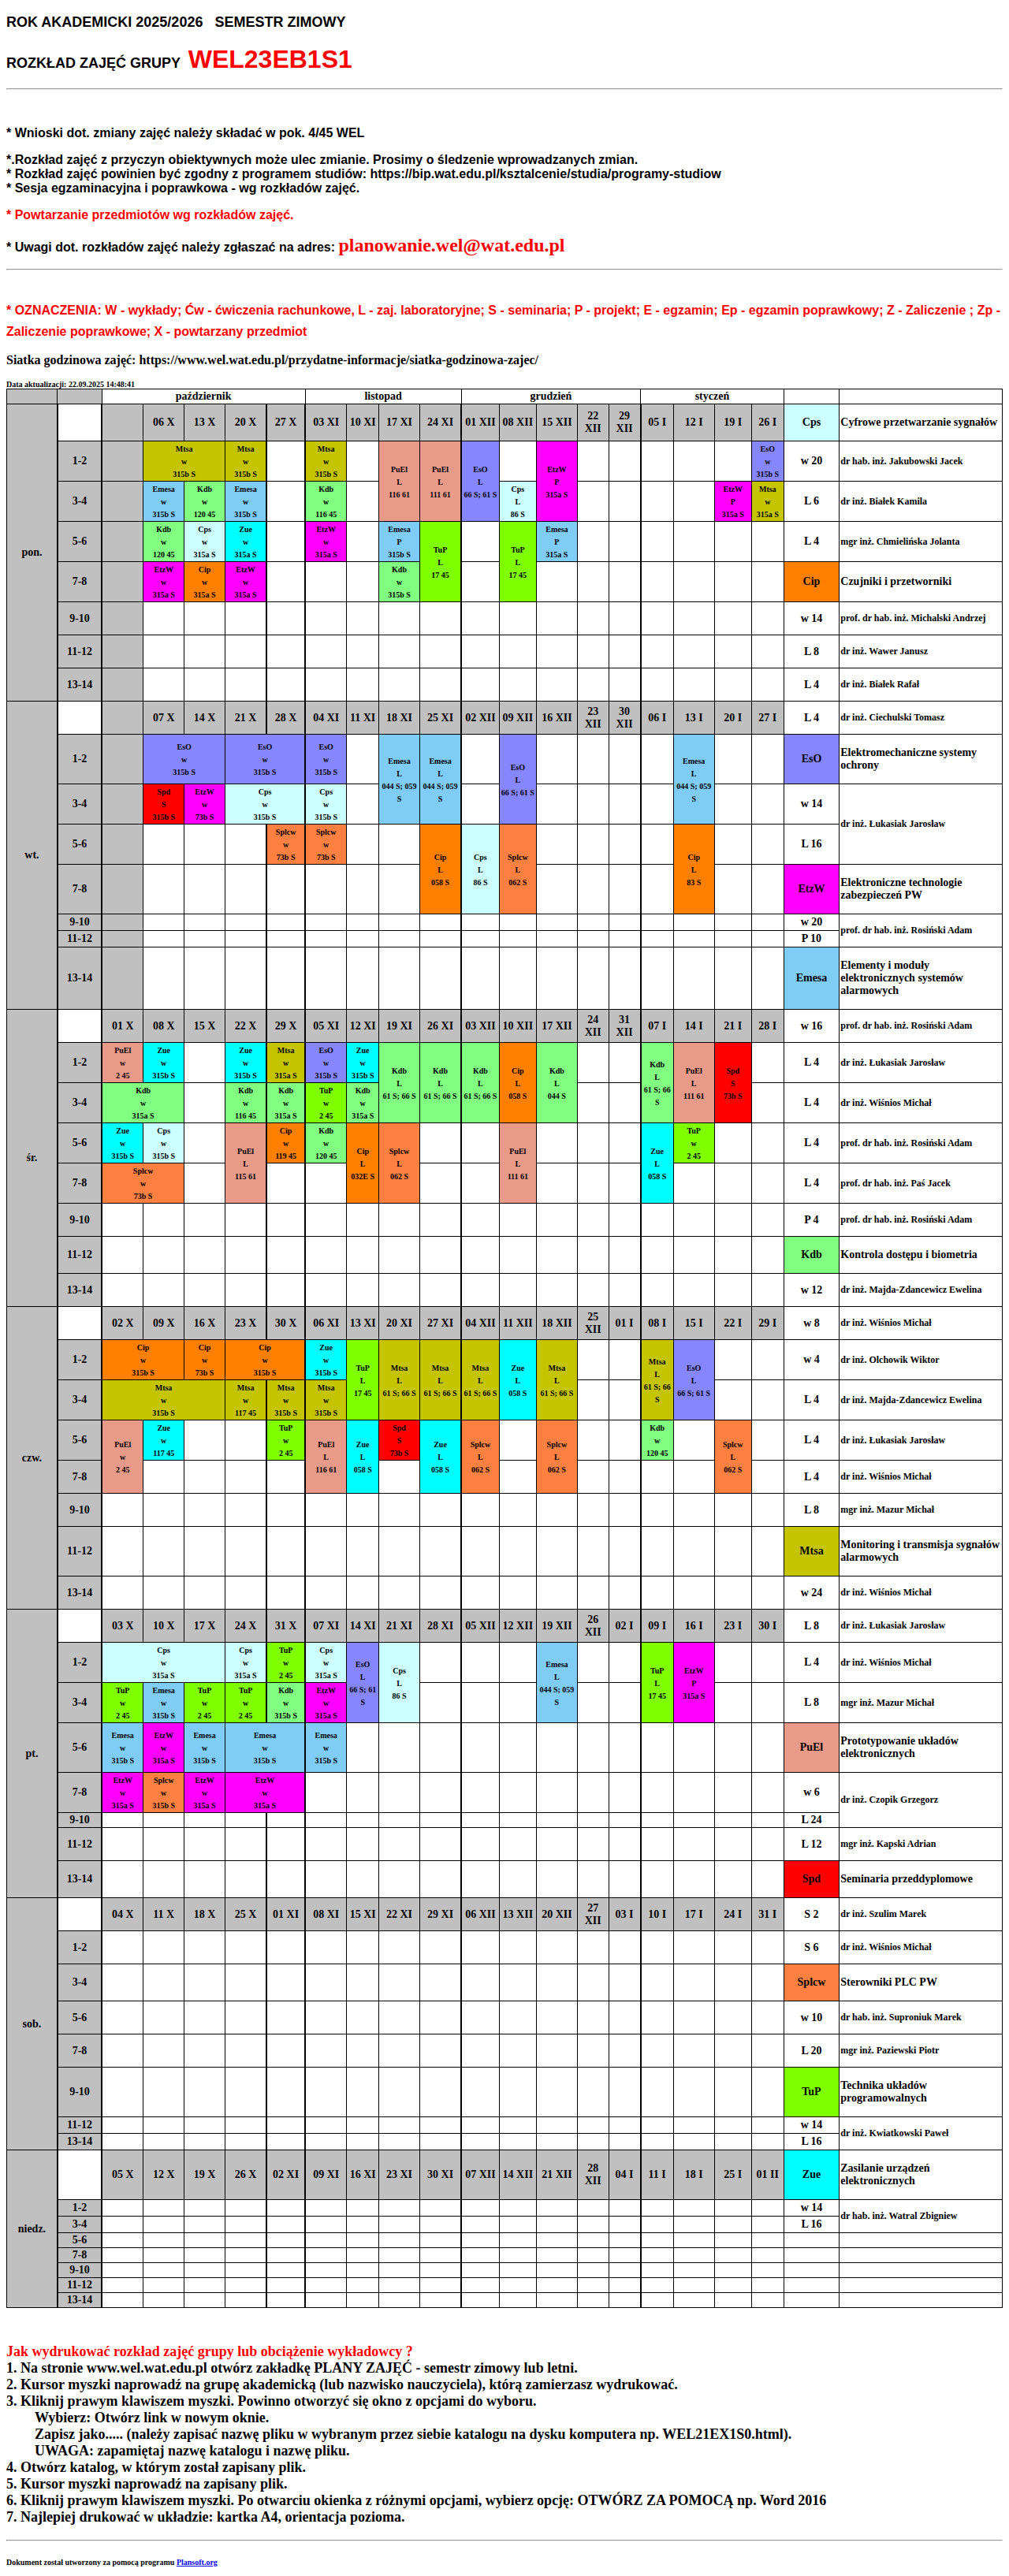 ROK AKADEMICKI 2025/2026 SEMESTR ZIMOWY
ROZKŁAD ZAJĘĆ GRUPY WEL23EB1S1
* Wnioski dot. zmiany zajęć należy składać w pok. 4/45 WEL
*.Rozkład zajęć z przyczyn obiektywnych może ulec zmianie. Prosimy o śledzenie wprowadzanych zmian.
* Rozkład zajęć powinien być zgodny z programem studiów: https://bip.wat.edu.pl/ksztalcenie/studia/programy-studiow
* Sesja egzaminacyjna i poprawkowa - wg rozkładów zajęć.
* Powtarzanie przedmiotów wg rozkładów zajęć.
* Uwagi dot. rozkładów zajęć należy zgłaszać na adres: planowanie.wel@wat.edu.pl
* OZNACZENIA: W - wykłady; Ćw - ćwiczenia rachunkowe, L - zaj. laboratoryjne; S - seminaria; P - projekt; E - egzamin; Ep - egzamin poprawkowy; Z - Zaliczenie ; Zp -
Zaliczenie poprawkowe; X - powtarzany przedmiot
Siatka godzinowa zajęć: https://www.wel.wat.edu.pl/przydatne-informacje/siatka-godzinowa-zajec/
Data aktualizacji: 22.09.2025 14:48:41
październik listopad grudzień styczeń
pon. 06 X 13 X 20 X 27 X 03 XI 10 XI 17 XI 24 XI 01 XII 08 XII 15 XII 22 XII 29 XII 05 I 12 I 19 I 26 I Cps Cyfrowe przetwarzanie sygnałów
1-2 Mtsa w 315b S Mtsa w 315b S Mtsa w 315b S PuEl L 116 61 PuEl L 111 61 EsO L 66 S; 61 S EtzW P 315a S EsO w 315b S w 20 dr hab. inż. Jakubowski Jacek
3-4 Emesa w 315b S Kdb w 120 45 Emesa w 315b S Kdb w 116 45 Cps L 86 S EtzW P 315a S Mtsa w 315a S L 6 dr inż. Białek Kamila
5-6 Kdb w 120 45 Cps w 315a S Zue w 315a S EtzW w 315a S Emesa P 315b S TuP L 17 45 TuP L 17 45 Emesa P 315a S L 4 mgr inż. Chmielińska Jolanta
7-8 EtzW w 315a S Cip w 315a S EtzW w 315a S Kdb w 315b S Cip Czujniki i przetworniki
9-10 w 14 prof. dr hab. inż. Michalski Andrzej
11-12 L 8 dr inż. Wawer Janusz
13-14 L 4 dr inż. Białek Rafał
wt. 07 X 14 X 21 X 28 X 04 XI 11 XI 18 XI 25 XI 02 XII 09 XII 16 XII 23 XII 30 XII 06 I 13 I 20 I 27 I L 4 dr inż. Ciechulski Tomasz
1-2 EsO w 315b S EsO w 315b S EsO w 315b S Emesa L 044 S; 059 S Emesa L 044 S; 059 S EsO L 66 S; 61 S Emesa L 044 S; 059 S EsO Elektromechaniczne systemy ochrony
3-4 Spd S 315b S EtzW w 73b S Cps w 315b S Cps w 315b S w 14 dr inż. Łukasiak Jarosław
5-6 Splcw w 73b S Splcw w 73b S Cip L 058 S Cps L 86 S Splcw L 062 S Cip L 83 S L 16
7-8 EtzW Elektroniczne technologie zabezpieczeń PW
9-10 w 20 prof. dr hab. inż. Rosiński Adam
11-12 P 10
13-14 Emesa Elementy i moduły elektronicznych systemów alarmowych
śr. 01 X 08 X 15 X 22 X 29 X 05 XI 12 XI 19 XI 26 XI 03 XII 10 XII 17 XII 24 XII 31 XII 07 I 14 I 21 I 28 I w 16 prof. dr hab. inż. Rosiński Adam
1-2 PuEl w 2 45 Zue w 315b S Zue w 315b S Mtsa w 315a S EsO w 315b S Zue w 315b S Kdb L 61 S; 66 S Kdb L 61 S; 66 S Kdb L 61 S; 66 S Cip L 058 S Kdb L 044 S Kdb L 61 S; 66 S PuEl L 111 61 Spd S 73b S L 4 dr inż. Łukasiak Jarosław
3-4 Kdb w 315a S Kdb w 116 45 Kdb w 315a S TuP w 2 45 Kdb w 315a S L 4 dr inż. Wiśnios Michał
5-6 Zue w 315b S Cps w 315b S PuEl L 115 61 Cip w 119 45 Kdb w 120 45 Cip L 032E S Splcw L 062 S PuEl L 111 61 Zue L 058 S TuP w 2 45 L 4 prof. dr hab. inż. Rosiński Adam
7-8 Splcw w 73b S L 4 prof. dr hab. inż. Paś Jacek
9-10 P 4 prof. dr hab. inż. Rosiński Adam
11-12 Kdb Kontrola dostępu i biometria
13-14 w 12 dr inż. Majda-Zdancewicz Ewelina
czw. 02 X 09 X 16 X 23 X 30 X 06 XI 13 XI 20 XI 27 XI 04 XII 11 XII 18 XII 25 XII 01 I 08 I 15 I 22 I 29 I w 8 dr inż. Wiśnios Michał
1-2 Cip w 315b S Cip w 73b S Cip w 315b S Zue w 315b S TuP L 17 45 Mtsa L 61 S; 66 S Mtsa L 61 S; 66 S Mtsa L 61 S; 66 S Zue L 058 S Mtsa L 61 S; 66 S Mtsa L 61 S; 66 S EsO L 66 S; 61 S w 4 dr inż. Olchowik Wiktor
3-4 Mtsa w 315b S Mtsa w 117 45 Mtsa w 315b S Mtsa w 315b S L 4 dr inż. Majda-Zdancewicz Ewelina
5-6 PuEl w 2 45 Zue w 117 45 TuP w 2 45 PuEl L 116 61 Zue L 058 S Spd S 73b S Zue L 058 S Splcw L 062 S Splcw L 062 S Kdb w 120 45 Splcw L 062 S L 4 dr inż. Łukasiak Jarosław
7-8 L 4 dr inż. Wiśnios Michał
9-10 L 8 mgr inż. Mazur Michał
11-12 Mtsa Monitoring i transmisja sygnałów alarmowych
13-14 w 24 dr inż. Wiśnios Michał
pt. 03 X 10 X 17 X 24 X 31 X 07 XI 14 XI 21 XI 28 XI 05 XII 12 XII 19 XII 26 XII 02 I 09 I 16 I 23 I 30 I L 8 dr inż. Łukasiak Jarosław
1-2 Cps w 315a S Cps w 315a S TuP w 2 45 Cps w 315a S EsO L 66 S; 61 S Cps L 86 S Emesa L 044 S; 059 S TuP L 17 45 EtzW P 315a S L 4 dr inż. Wiśnios Michał
3-4 TuP w 2 45 Emesa w 315b S TuP w 2 45 TuP w 2 45 Kdb w 315b S EtzW w 315a S L 8 mgr inż. Mazur Michał
5-6 Emesa w 315b S EtzW w 315a S Emesa w 315b S Emesa w 315b S Emesa w 315b S PuEl Prototypowanie układów elektronicznych
7-8 EtzW w 315a S Splcw w 315b S EtzW w 315a S EtzW w 315a S w 6 dr inż. Czopik Grzegorz
9-10 L 24
11-12 L 12 mgr inż. Kapski Adrian
13-14 Spd Seminaria przeddyplomowe
sob. 04 X 11 X 18 X 25 X 01 XI 08 XI 15 XI 22 XI 29 XI 06 XII 13 XII 20 XII 27 XII 03 I 10 I 17 I 24 I 31 I S 2 dr inż. Szulim Marek
1-2 S 6 dr inż. Wiśnios Michał
3-4 Splcw Sterowniki PLC PW
5-6 w 10 dr hab. inż. Suproniuk Marek
7-8 L 20 mgr inż. Paziewski Piotr
9-10 TuP Technika układów programowalnych
11-12 w 14 dr inż. Kwiatkowski Paweł
13-14 L 16
niedz. 05 X 12 X 19 X 26 X 02 XI 09 XI 16 XI 23 XI 30 XI 07 XII 14 XII 21 XII 28 XII 04 I 11 I 18 I 25 I 01 II Zue Zasilanie urządzeń elektronicznych
1-2 w 14 dr hab. inż. Watral Zbigniew
3-4 L 16
5-6
7-8
9-10
11-12
13-14
Jak wydrukować rozkład zajęć grupy lub obciążenie wykładowcy ?
1. Na stronie www.wel.wat.edu.pl otwórz zakładkę PLANY ZAJĘĆ - semestr zimowy lub letni.
2. Kursor myszki naprowadź na grupę akademicką (lub nazwisko nauczyciela), którą zamierzasz wydrukować.
3. Kliknij prawym klawiszem myszki. Powinno otworzyć się okno z opcjami do wyboru.
Wybierz: Otwórz link w nowym oknie.
Zapisz jako..... (należy zapisać nazwę pliku w wybranym przez siebie katalogu na dysku komputera np. WEL21EX1S0.html).
UWAGA: zapamiętaj nazwę katalogu i nazwę pliku.
4. Otwórz katalog, w którym został zapisany plik.
5. Kursor myszki naprowadź na zapisany plik.
6. Kliknij prawym klawiszem myszki. Po otwarciu okienka z różnymi opcjami, wybierz opcję: OTWÓRZ ZA POMOCĄ np. Word 2016
7. Najlepiej drukować w układzie: kartka A4, orientacja pozioma.
Dokument został utworzony za pomocą programu Plansoft.org